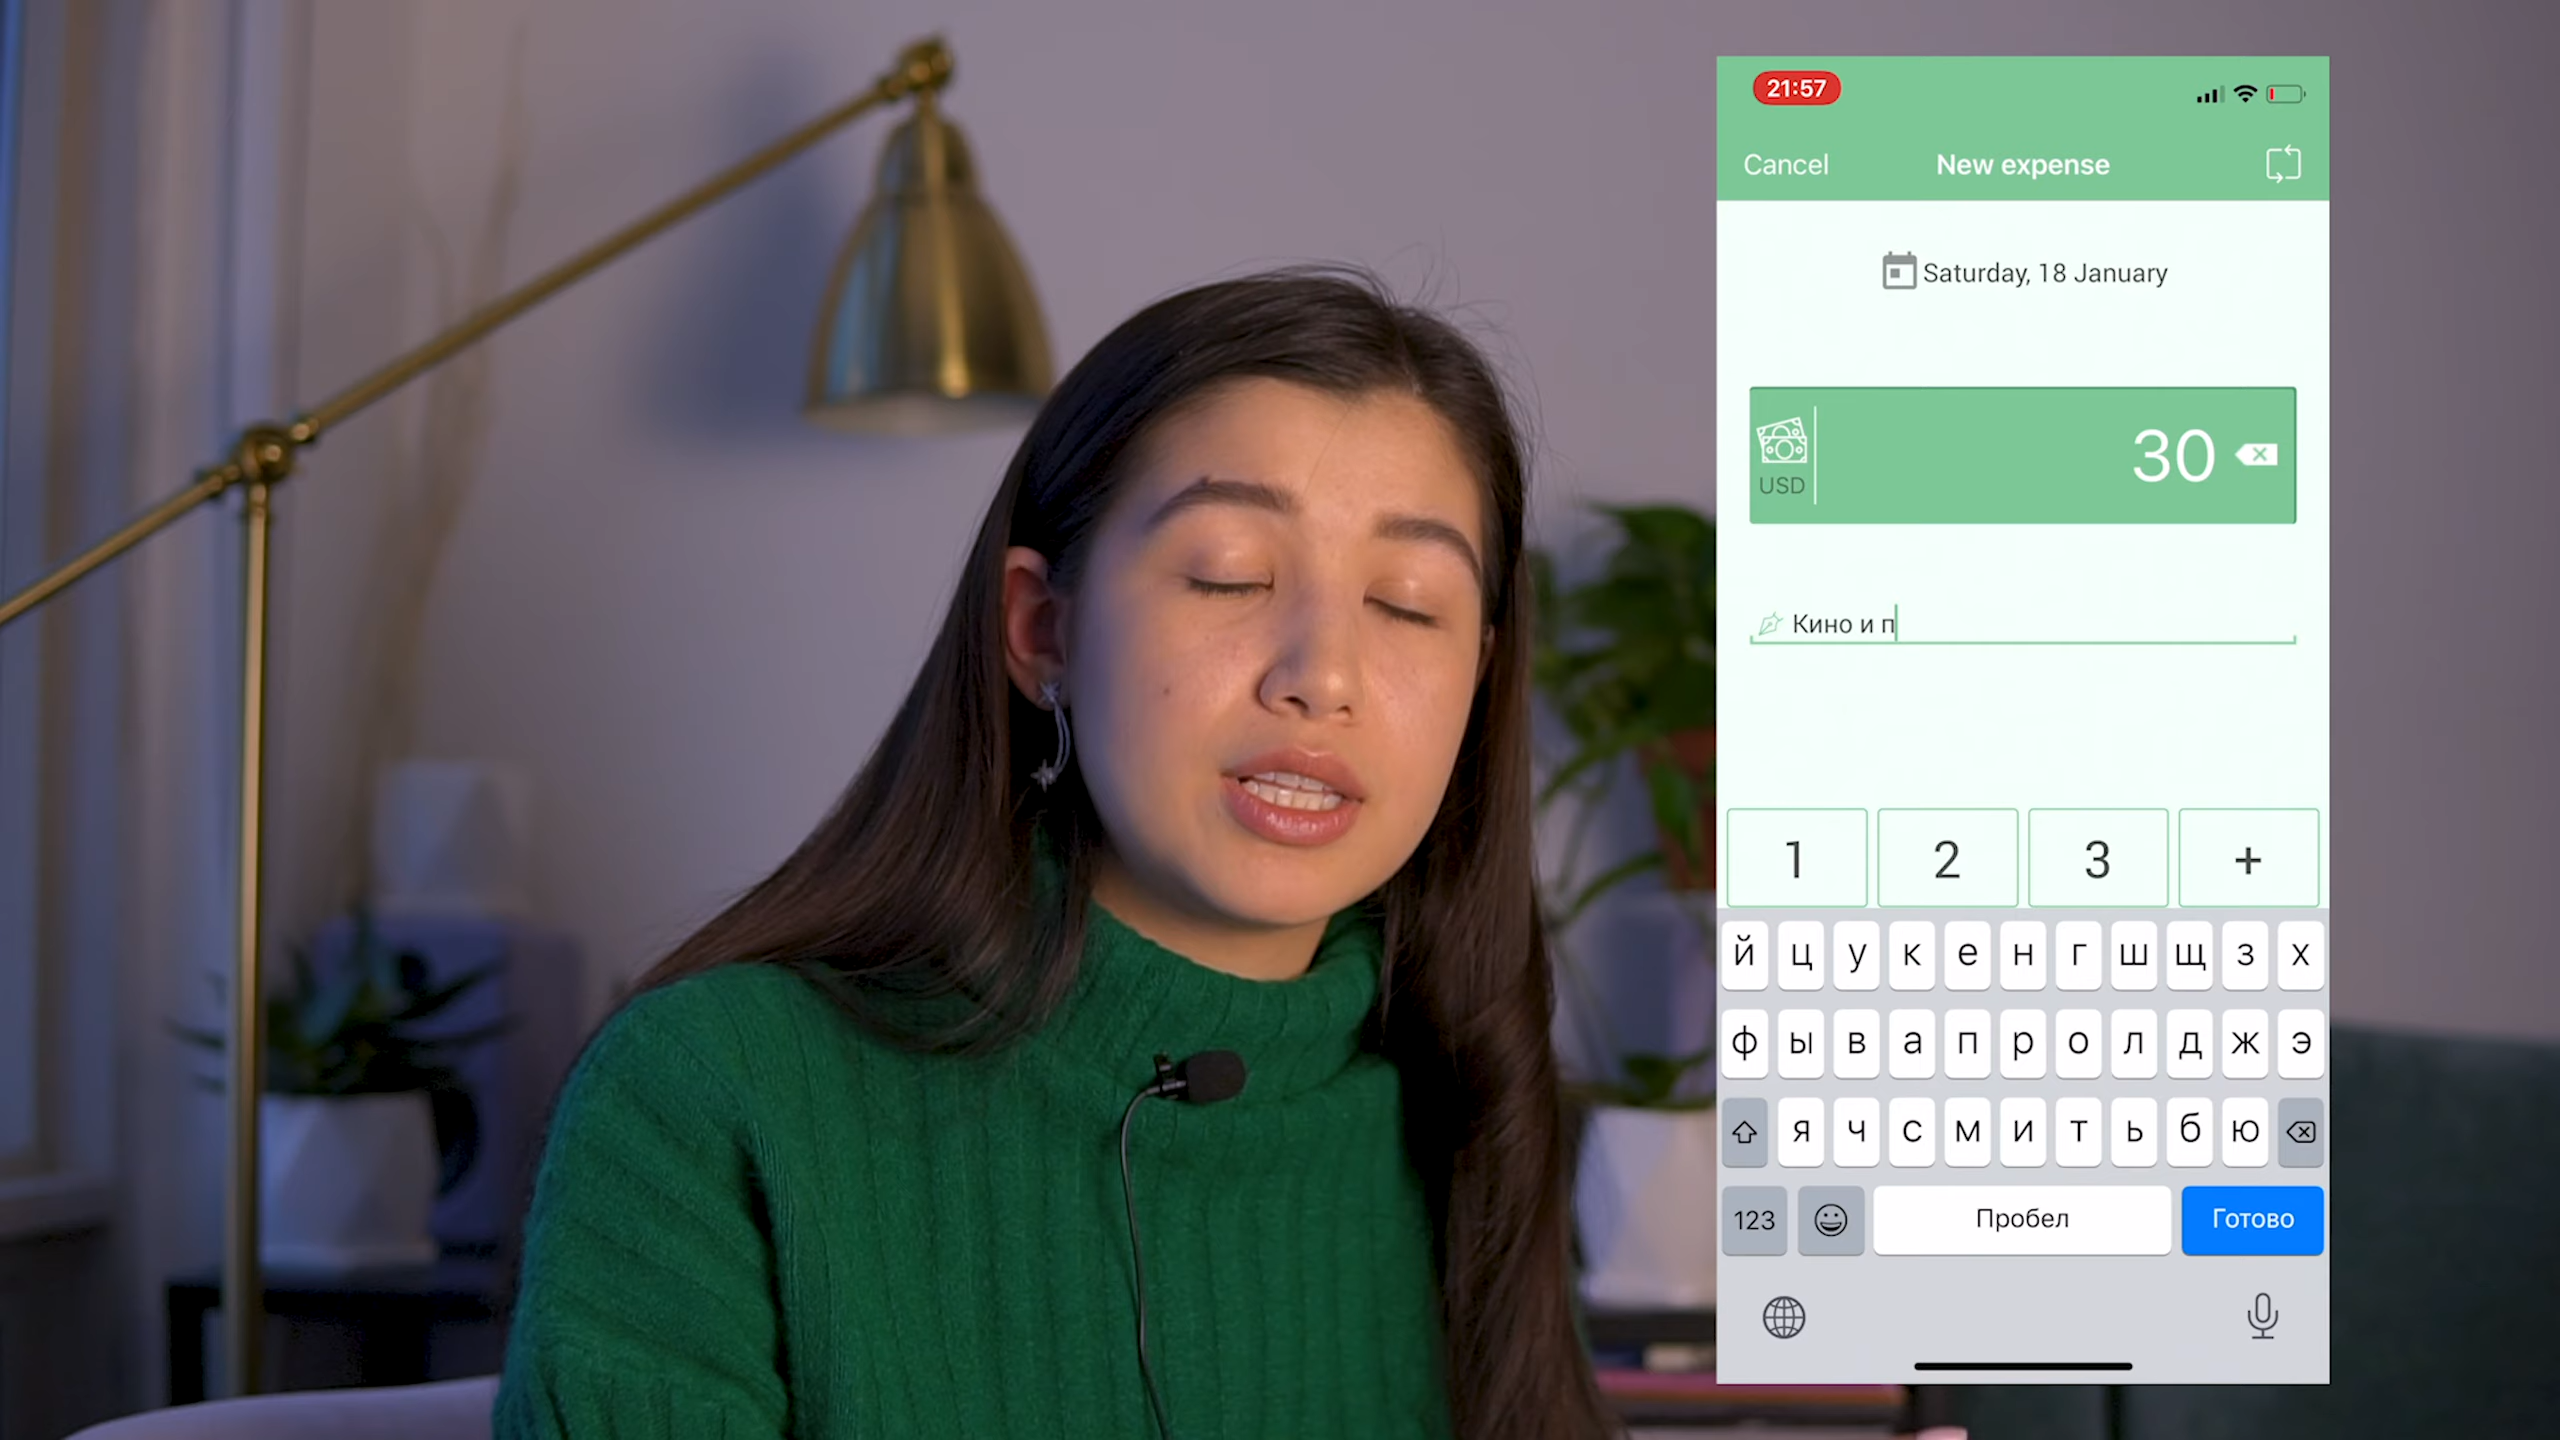 21:57
Cancel
New expense
Saturday, 18 January
30
USD
Кино и п
1 2 3 +
й ц у к е н г ш щ з х
ф ы в а п р о л д ж э
я ч с м и т ь б ю
123
Пробел
Готово